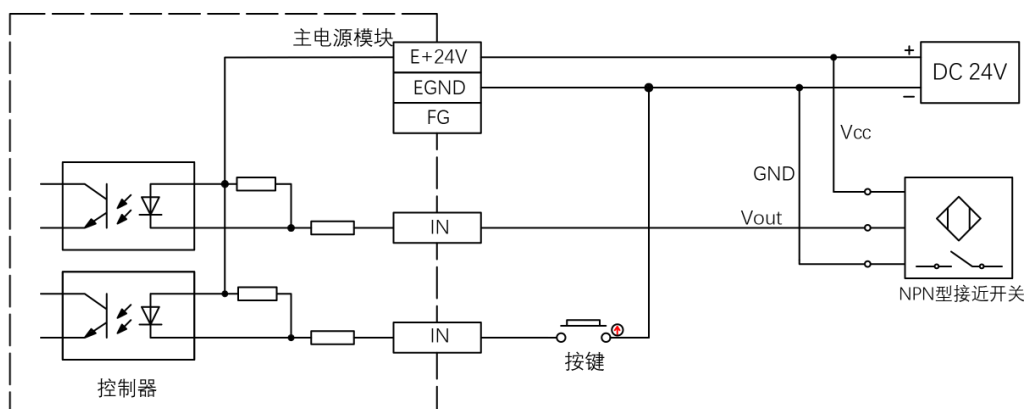 主电源模块
E+24V
EGND
FG
+
DC 24V
−
Vcc
GND
Vout
IN
NPN型接近开关
IN
按键
控制器